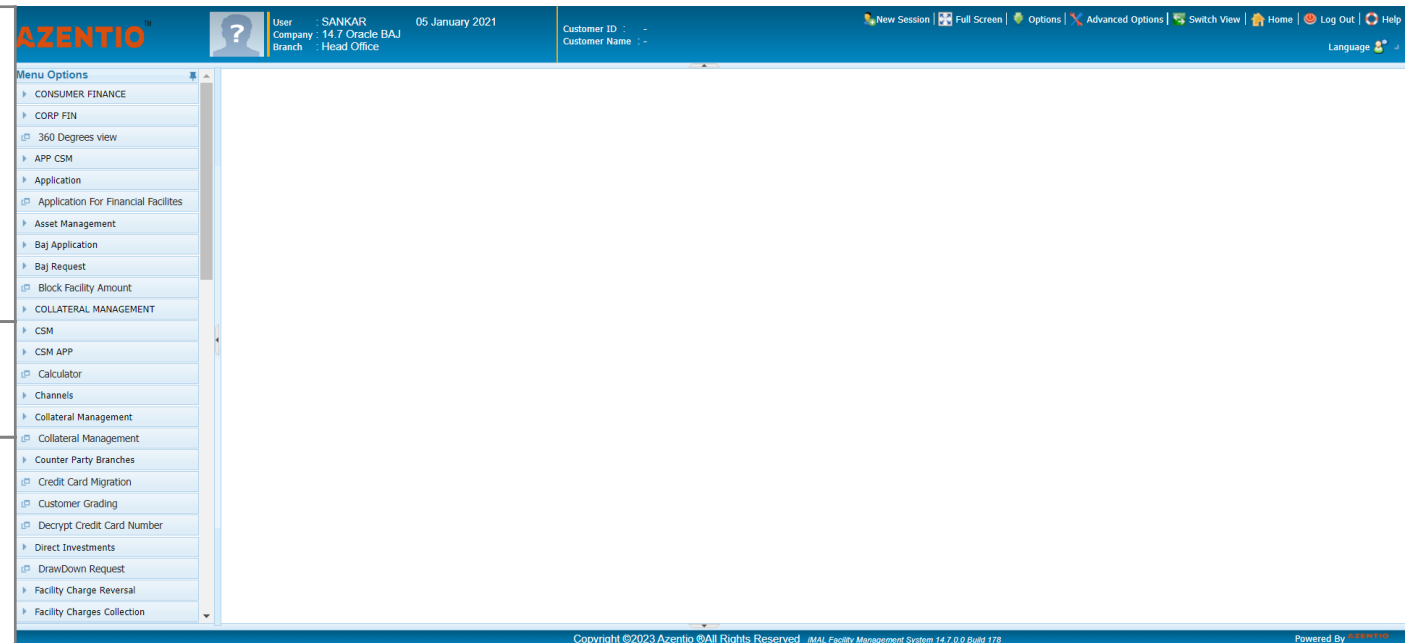 AZENTIO™
User : SANKAR 05 January 2021
Company : 14.7 Oracle BAJ
Branch : Head Office
Customer ID : -
Customer Name : -
New Session | Full Screen | Options | Advanced Options | Switch View | Home | Log Out | Help
Language
Menu Options
CONSUMER FINANCE
CORP FIN
360 Degrees view
APP CSM
Application
Application For Financial Facilites
Asset Management
Baj Application
Baj Request
Block Facility Amount
COLLATERAL MANAGEMENT
CSM
CSM APP
Calculator
Channels
Collateral Management
Collateral Management
Counter Party Branches
Credit Card Migration
Customer Grading
Decrypt Credit Card Number
Direct Investments
DrawDown Request
Facility Charge Reversal
Facility Charges Collection
Copyright ©2023 Azentio ®All Rights Reserved iMAL Facility Management System 14.7.0.0 Build 178
Powered By AZENTIO